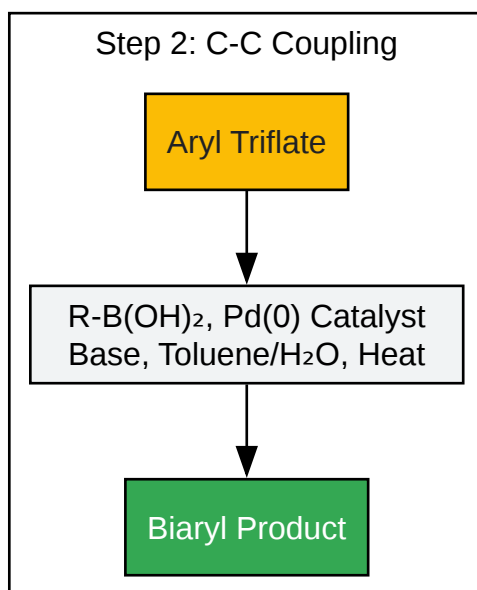 Step 2: C-C Coupling
Aryl Triflate
R-B(OH)₂, Pd(0) Catalyst
Base, Toluene/H₂O, Heat
Biaryl Product